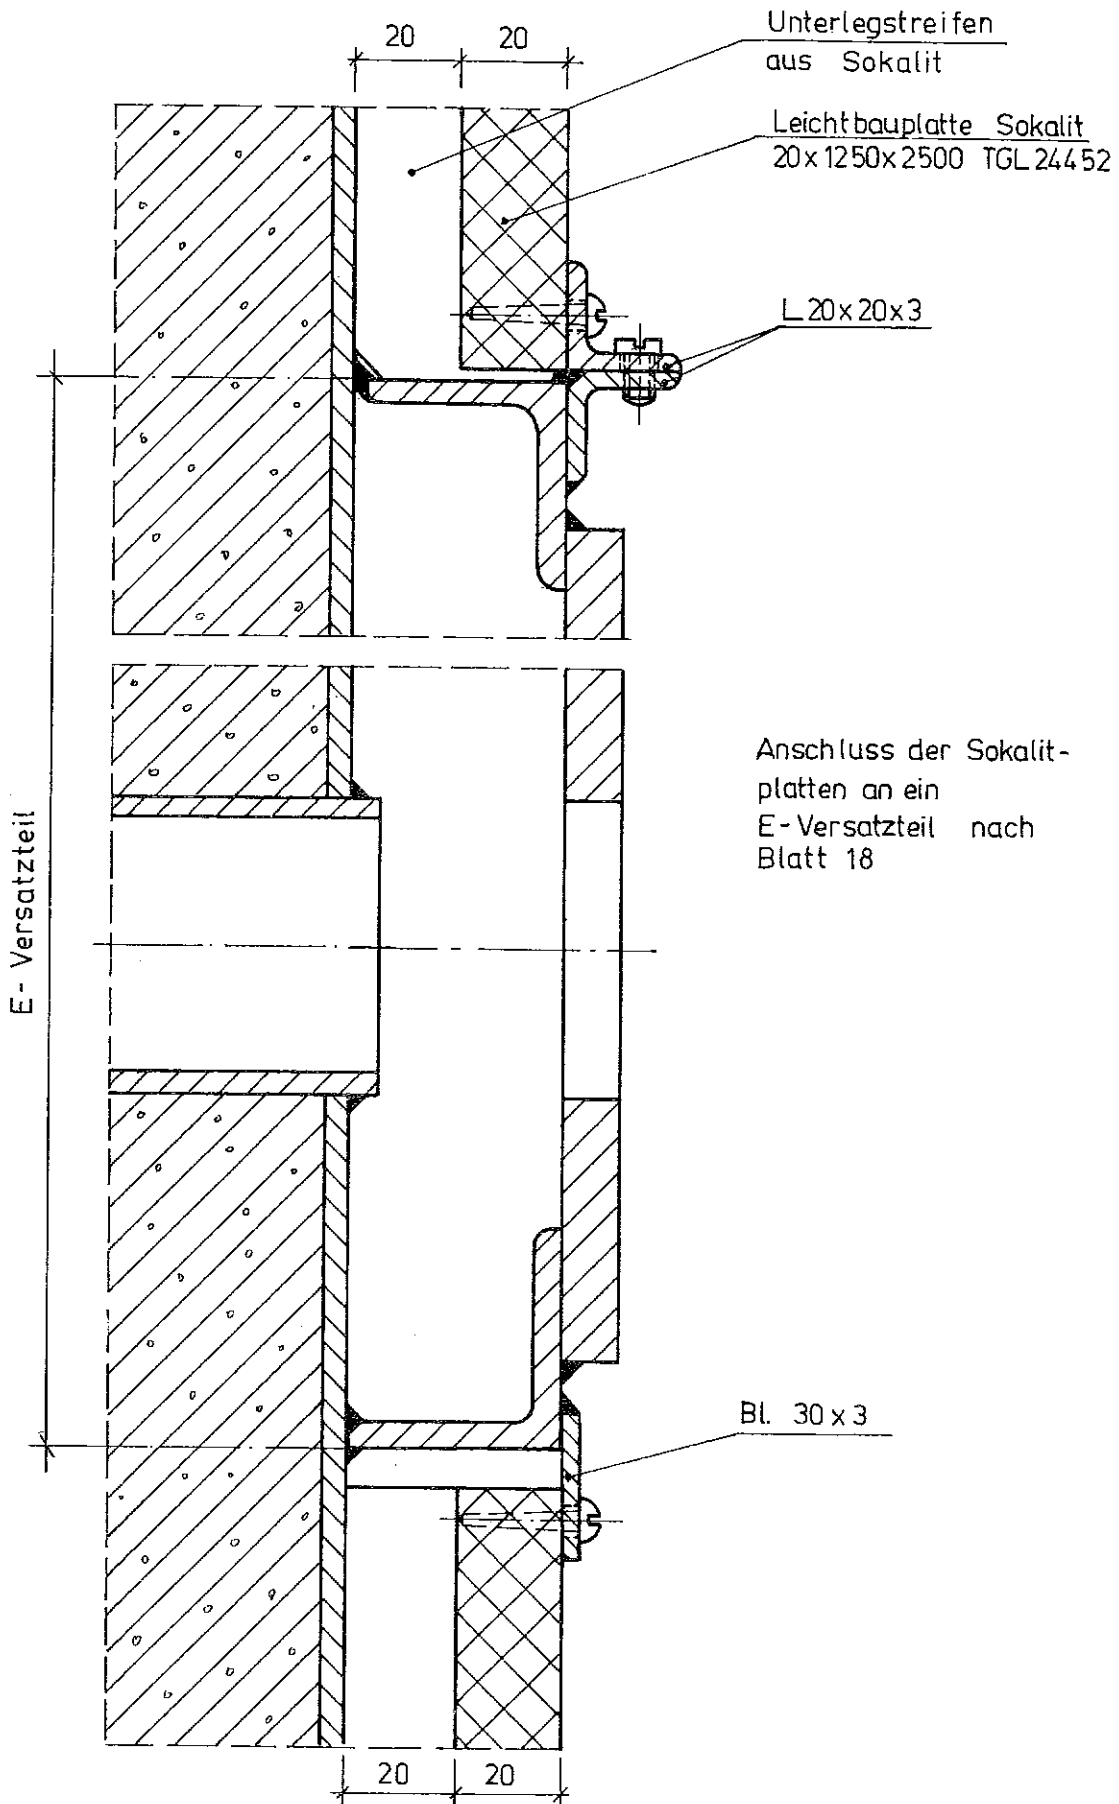 20
20
Unterlegstreifen
aus Sokalit
Leichtbauplatte Sokalit
20x1250x2500 TGL 24452
L 20x20x3
E-Versatzteil
Anschluss der Sokalit-
platten an ein
E-Versatzteil nach
Blatt 18
Bl. 30x3
20
20